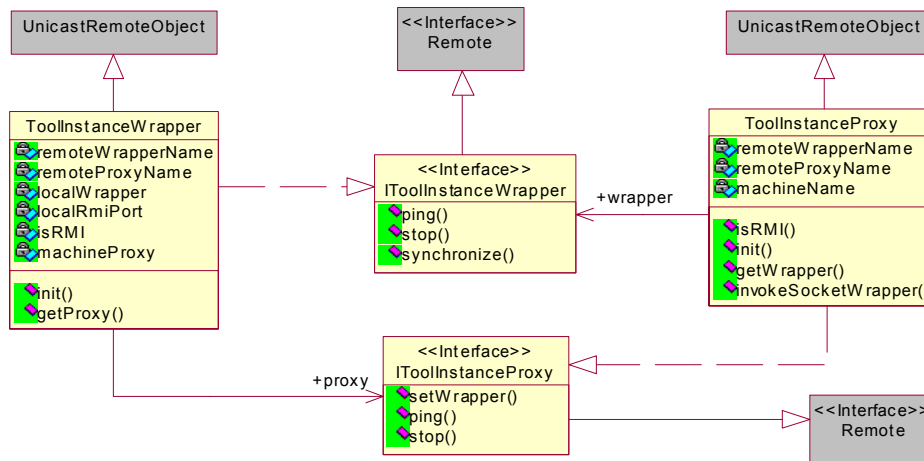 UnicastRemoteObject
<<Interface>>
Remote
UnicastRemoteObject
ToolInstanceWrapper
remoteWrapperName
remoteProxyName
localWrapper
localRmiPort
isRMI
machineProxy
init()
getProxy()
<<Interface>>
IToolInstanceWrapper
ping()
stop()
synchronize()
+wrapper
ToolInstanceProxy
remoteWrapperName
remoteProxyName
machineName
isRMI()
init()
getWrapper()
invokeSocketWrapper()
+proxy
<<Interface>>
IToolInstanceProxy
setWrapper()
ping()
stop()
<<Interface>>
Remote